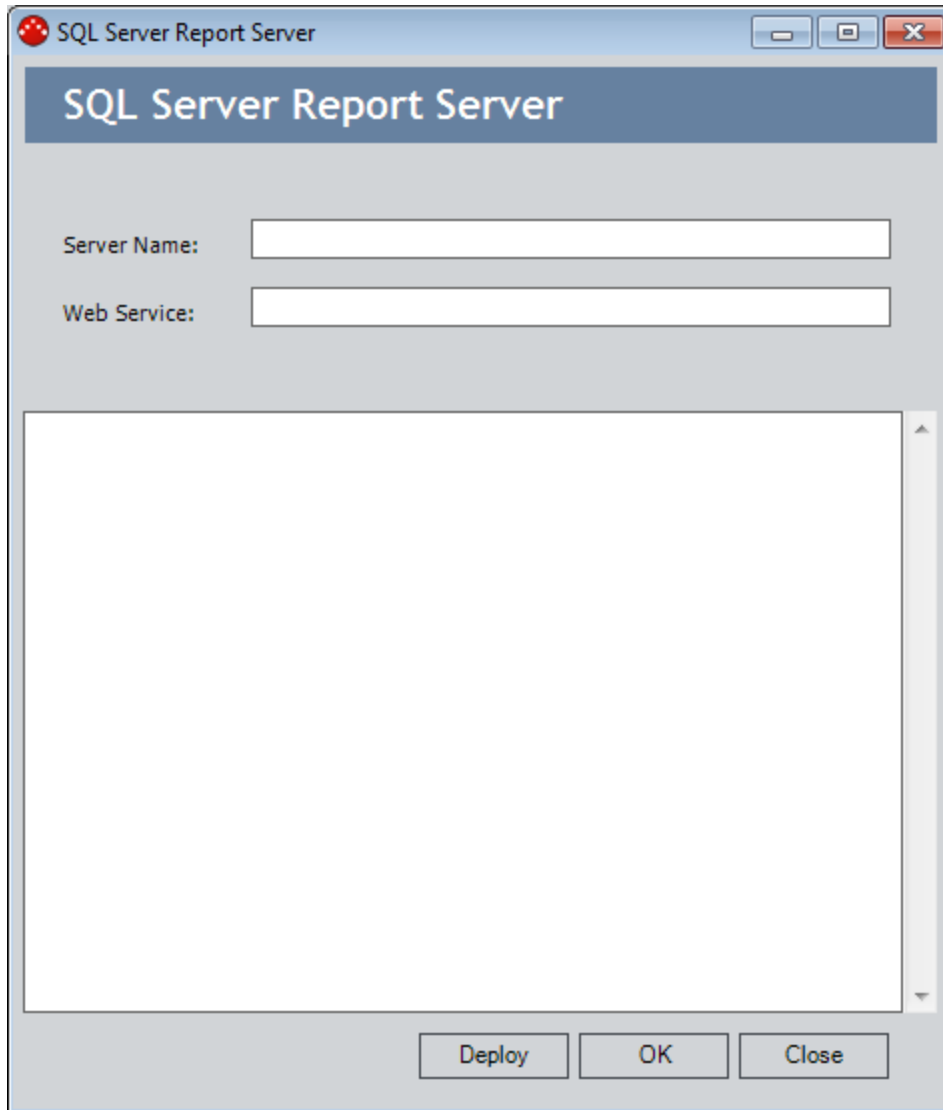 SQL Server Report Server
SQL Server Report Server
Server Name:
Web Service:
Deploy OK Close